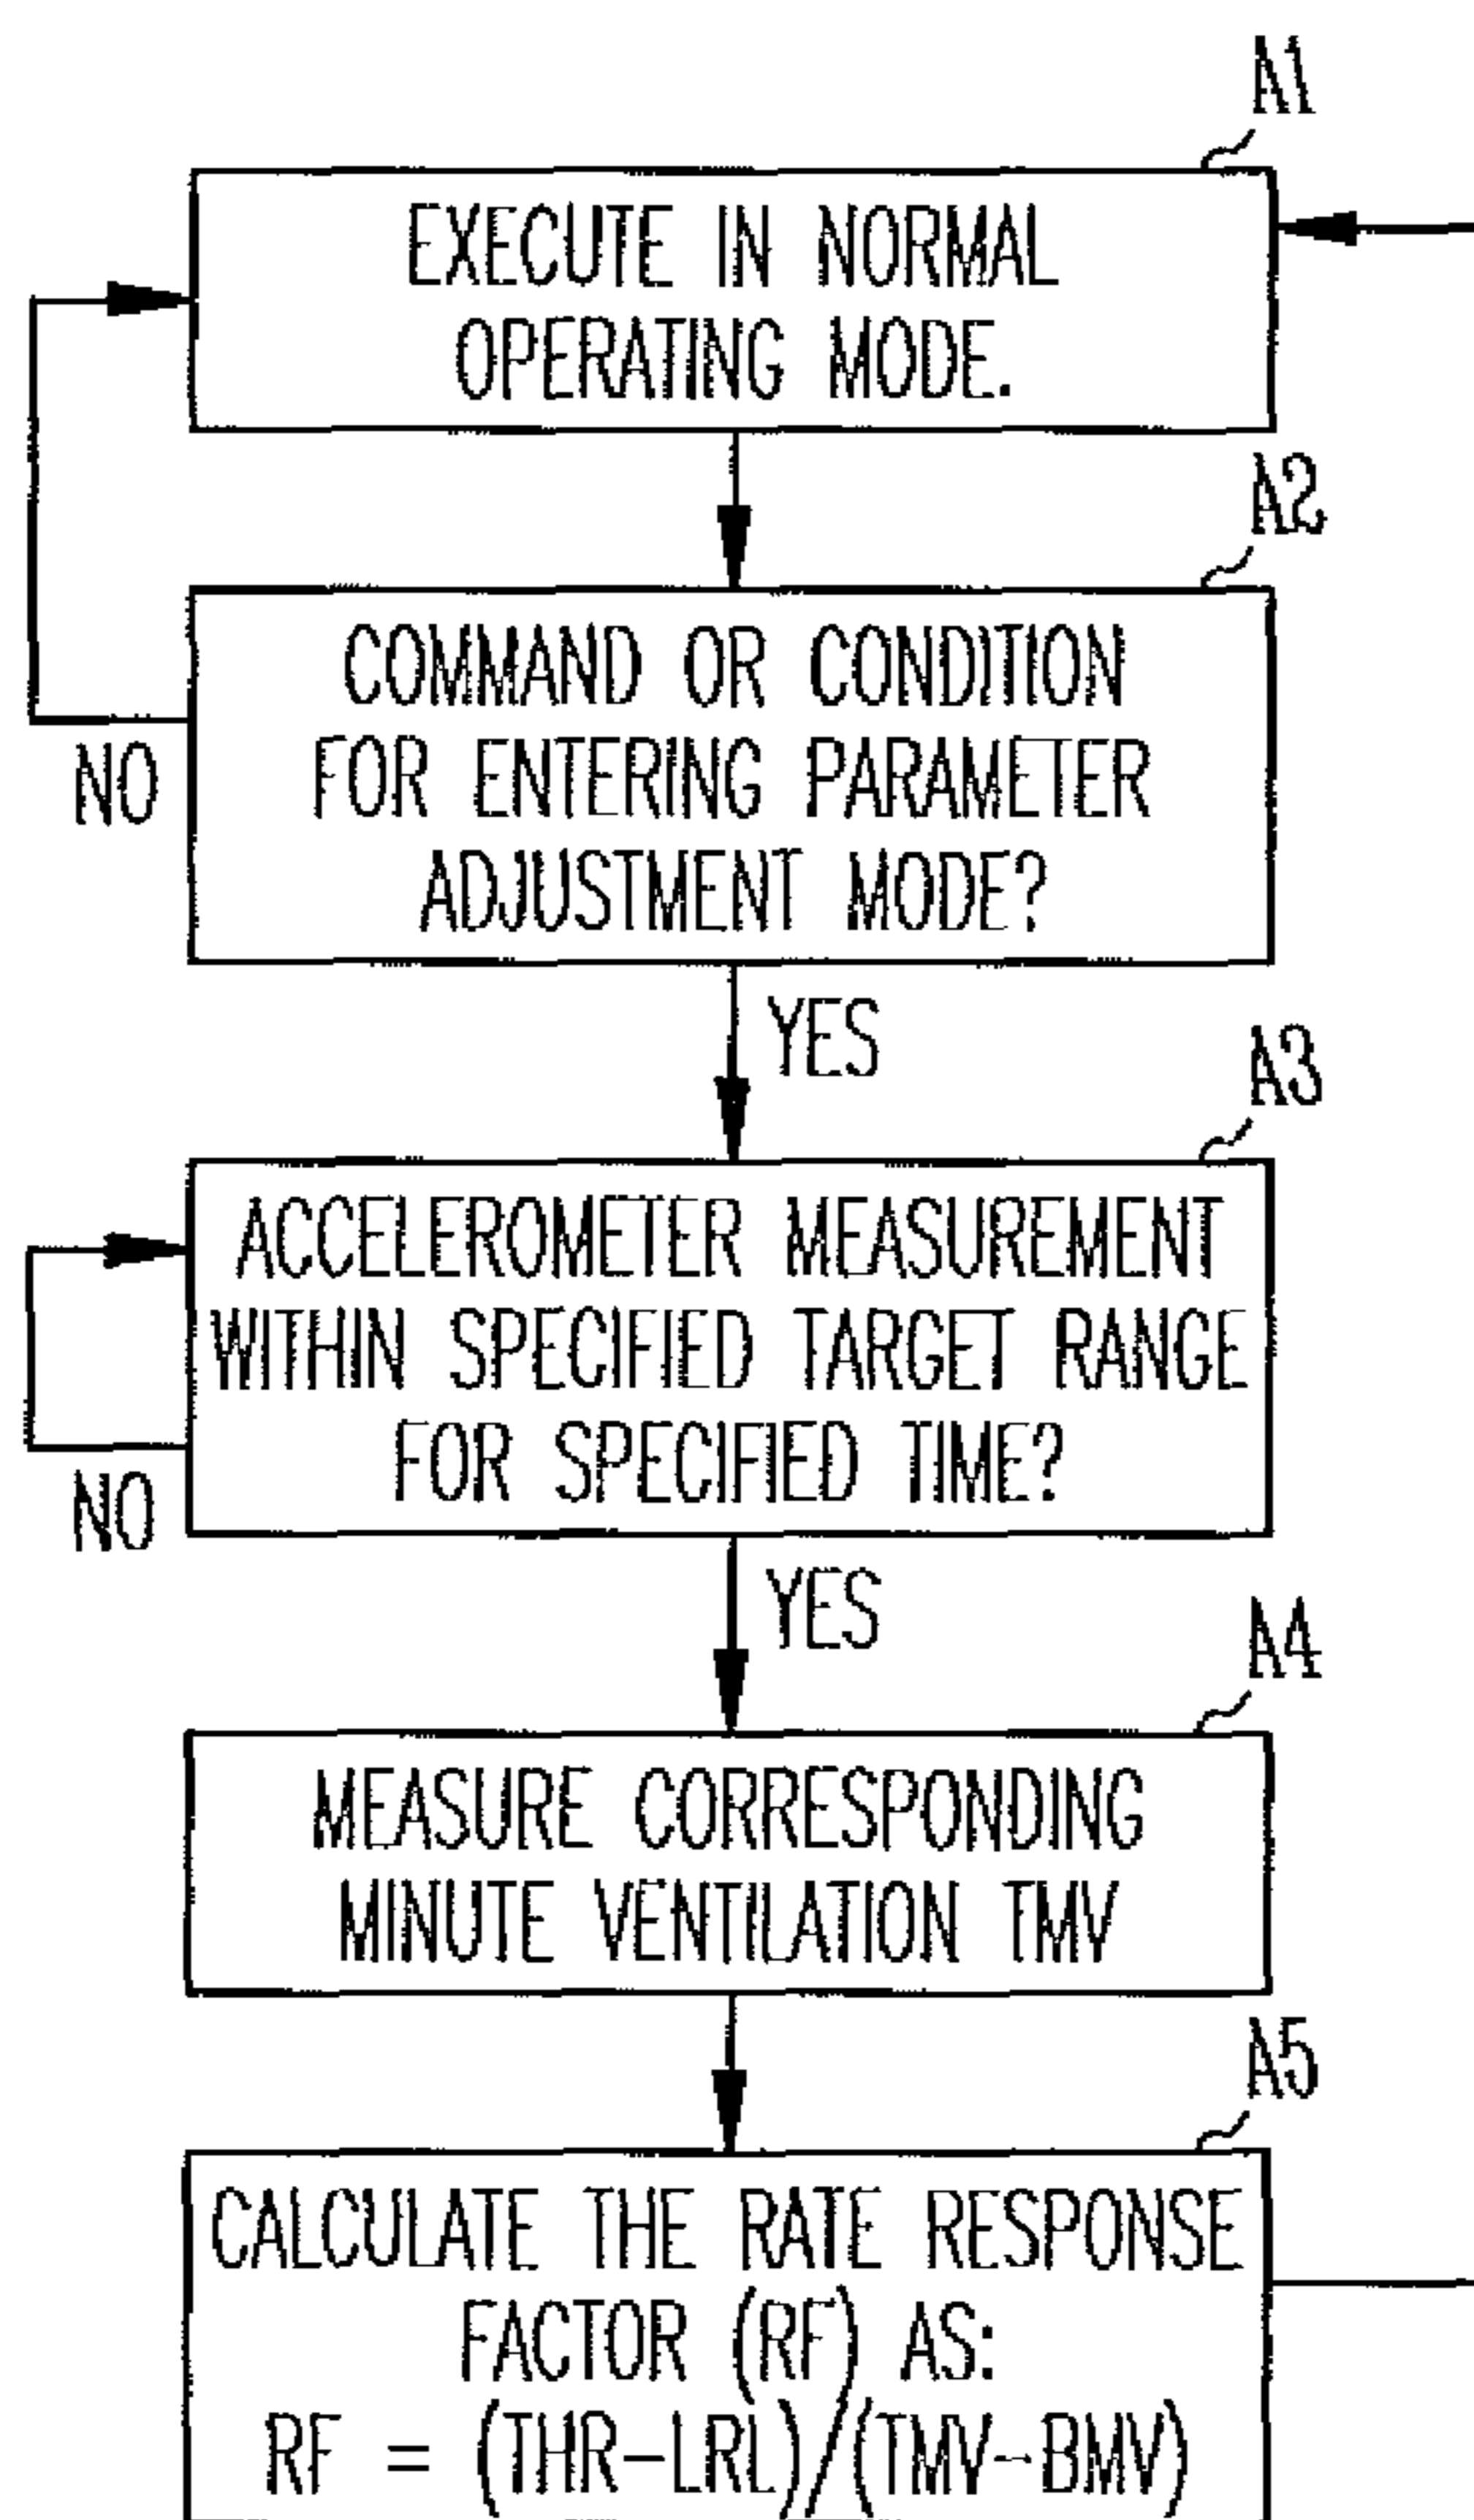 A1
EXECUTE IN NORMAL
OPERATING MODE.
A2
COMMAND OR CONDITION
FOR ENTERING PARAMETER
ADJUSTMENT MODE?
NO
YES
A3
ACCELEROMETER MEASUREMENT
WITHIN SPECIFIED TARGET RANGE
FOR SPECIFIED TIME?
NO
YES
A4
MEASURE CORRESPONDING
MINUTE VENTILATION TMV
A5
CALCULATE THE RATE RESPONSE
FACTOR (RF) AS:
RF = (THR-LRL)/(TMV-BMV)